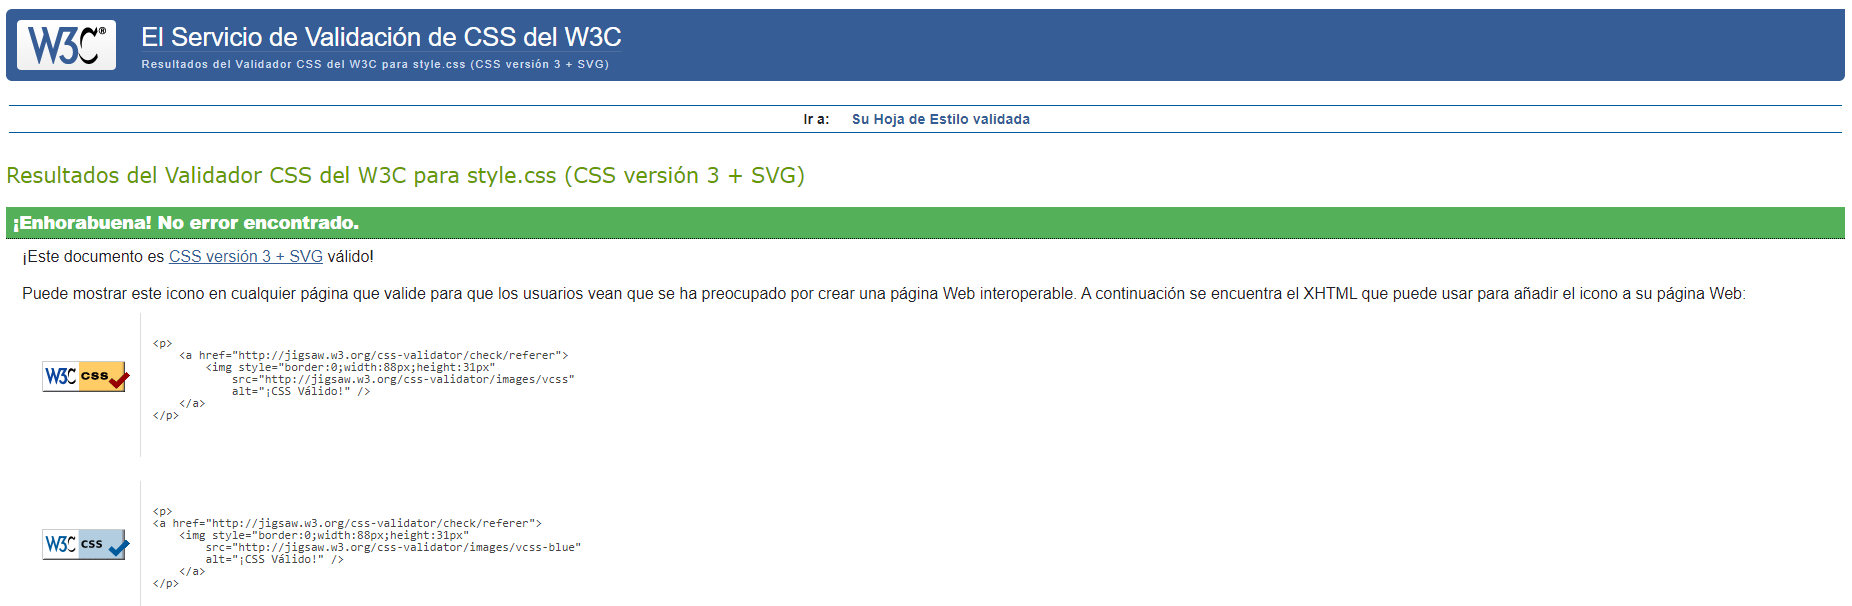 W3C®
El Servicio de Validación de CSS del W3C
Resultados del Validador CSS del W3C para style.css (CSS versión 3 + SVG)
Ir a: Su Hoja de Estilo validada
Resultados del Validador CSS del W3C para style.css (CSS versión 3 + SVG)
¡Enhorabuena! No error encontrado.
¡Este documento es CSS versión 3 + SVG válido!
Puede mostrar este icono en cualquier página que valide para que los usuarios vean que se ha preocupado por crear una página Web interoperable. A continuación se encuentra el XHTML que puede usar para añadir el icono a su página Web:
W3C css
<p>
<a href="http://jigsaw.w3.org/css-validator/check/referer">
<img style="border:0;width:88px;height:31px"
src="http://jigsaw.w3.org/css-validator/images/vcss"
alt="¡CSS Válido!" />
</a>
</p>
W3C css
<p>
<a href="http://jigsaw.w3.org/css-validator/check/referer">
<img style="border:0;width:88px;height:31px"
src="http://jigsaw.w3.org/css-validator/images/vcss-blue"
alt="¡CSS Válido!" />
</a>
</p>